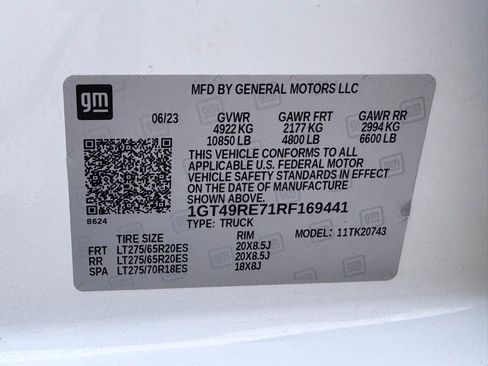 gm
MFD BY GENERAL MOTORS LLC
06/23 GVWR GAWR FRT GAWR RR
4922 KG 2177 KG 2994 KG
10850 LB 4800 LB 6600 LB
THIS VEHICLE CONFORMS TO ALL
APPLICABLE U.S. FEDERAL MOTOR
VEHICLE SAFETY STANDARDS IN EFFECT
ON THE DATE OF MANUFACTURE
SHOWN ABOVE.
8624
1GT49RE71RF169441
TYPE: TRUCK MODEL: 11TK20743
TIRE SIZE RIM
FRT LT275/65R20ES 20X8.5J
RR LT275/65R20ES 20X8.5J
SPA LT275/70R18ES 18X8J